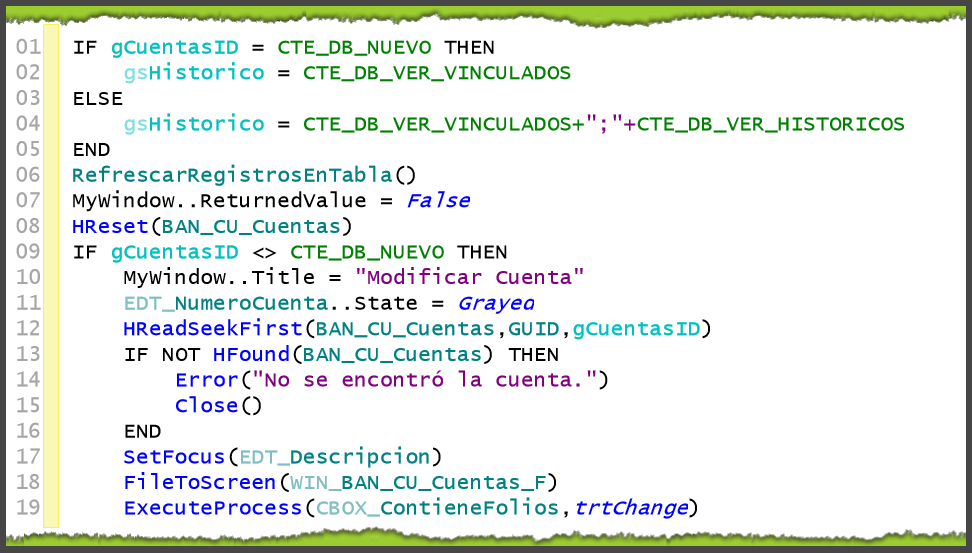 01 IF gCuentasID = CTE_DB_NUEVO THEN
02     gsHistorico = CTE_DB_VER_VINCULADOS
03 ELSE
04     gsHistorico = CTE_DB_VER_VINCULADOS+";"+CTE_DB_VER_HISTORICOS
05 END
06 RefrescarRegistrosEnTabla()
07 MyWindow..ReturnedValue = False
08 HReset(BAN_CU_Cuentas)
09 IF gCuentasID <> CTE_DB_NUEVO THEN
10     MyWindow..Title = "Modificar Cuenta"
11     EDT_NumeroCuenta..State = Grayed
12     HReadSeekFirst(BAN_CU_Cuentas,GUID,gCuentasID)
13     IF NOT HFound(BAN_CU_Cuentas) THEN
14         Error("No se encontró la cuenta.")
15         Close()
16     END
17     SetFocus(EDT_Descripcion)
18     FileToScreen(WIN_BAN_CU_Cuentas_F)
19     ExecuteProcess(CBOX_ContieneFolios,trtChange)